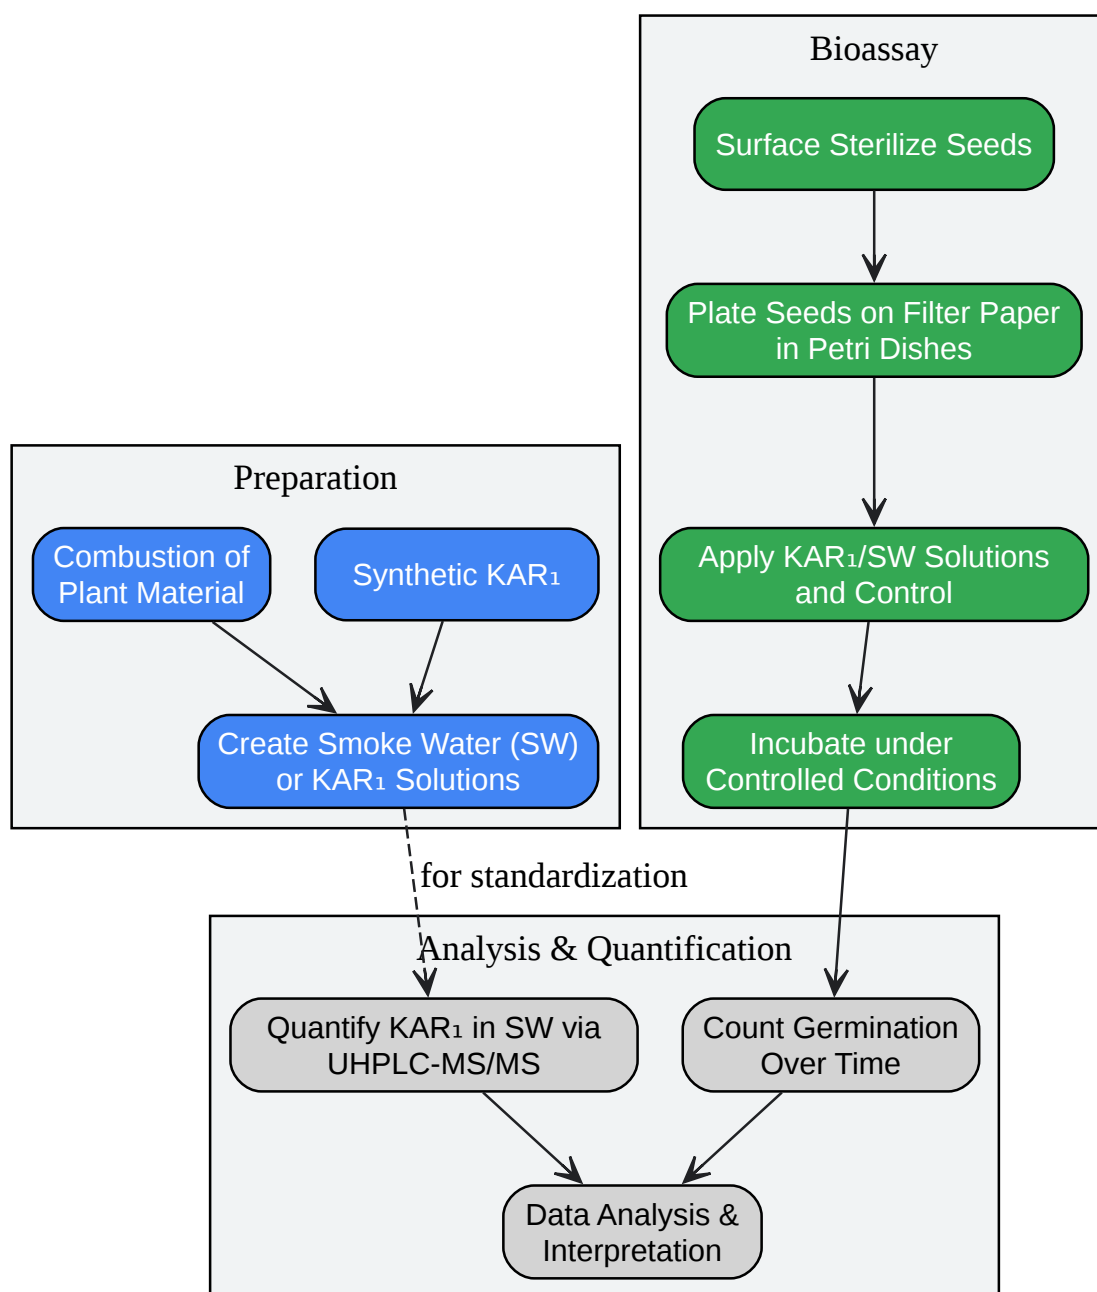 Bioassay
Surface Sterilize Seeds
Plate Seeds on Filter Paper
in Petri Dishes
Apply KAR₁/SW Solutions
and Control
Incubate under
Controlled Conditions
Preparation
Combustion of
Plant Material
Synthetic KAR₁
Create Smoke Water (SW)
or KAR₁ Solutions
for standardization
Analysis & Quantification
Quantify KAR₁ in SW via
UHPLC-MS/MS
Count Germination
Over Time
Data Analysis &
Interpretation